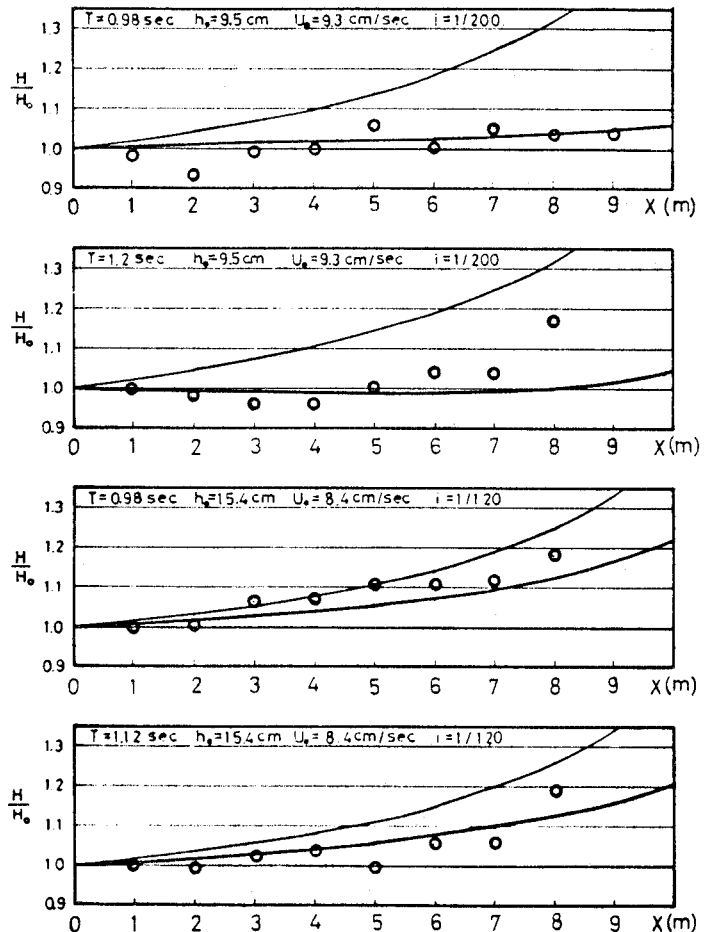 T=0.98 sec h₀=9.5 cm U₀=9.3 cm/sec i=1/200
1.3
1.2
1.1
1.0
0.9
H/H₀
0 1 2 3 4 5 6 7 8 9 X (m)
T=1.2 sec h₀=9.5 cm U₀=9.3 cm/sec i=1/200
1.3
1.2
1.1
1.0
0.9
H/H₀
0 1 2 3 4 5 6 7 8 9 X (m)
T=0.98 sec h₀=15.4 cm U₀=8.4 cm/sec i=1/120
1.3
1.2
1.1
1.0
0.9
H/H₀
0 1 2 3 4 5 6 7 8 9 X (m)
T=1.12 sec h₀=15.4 cm U₀=8.4 cm/sec i=1/120
1.3
1.2
1.1
1.0
0.9
H/H₀
0 1 2 3 4 5 6 7 8 9 X (m)